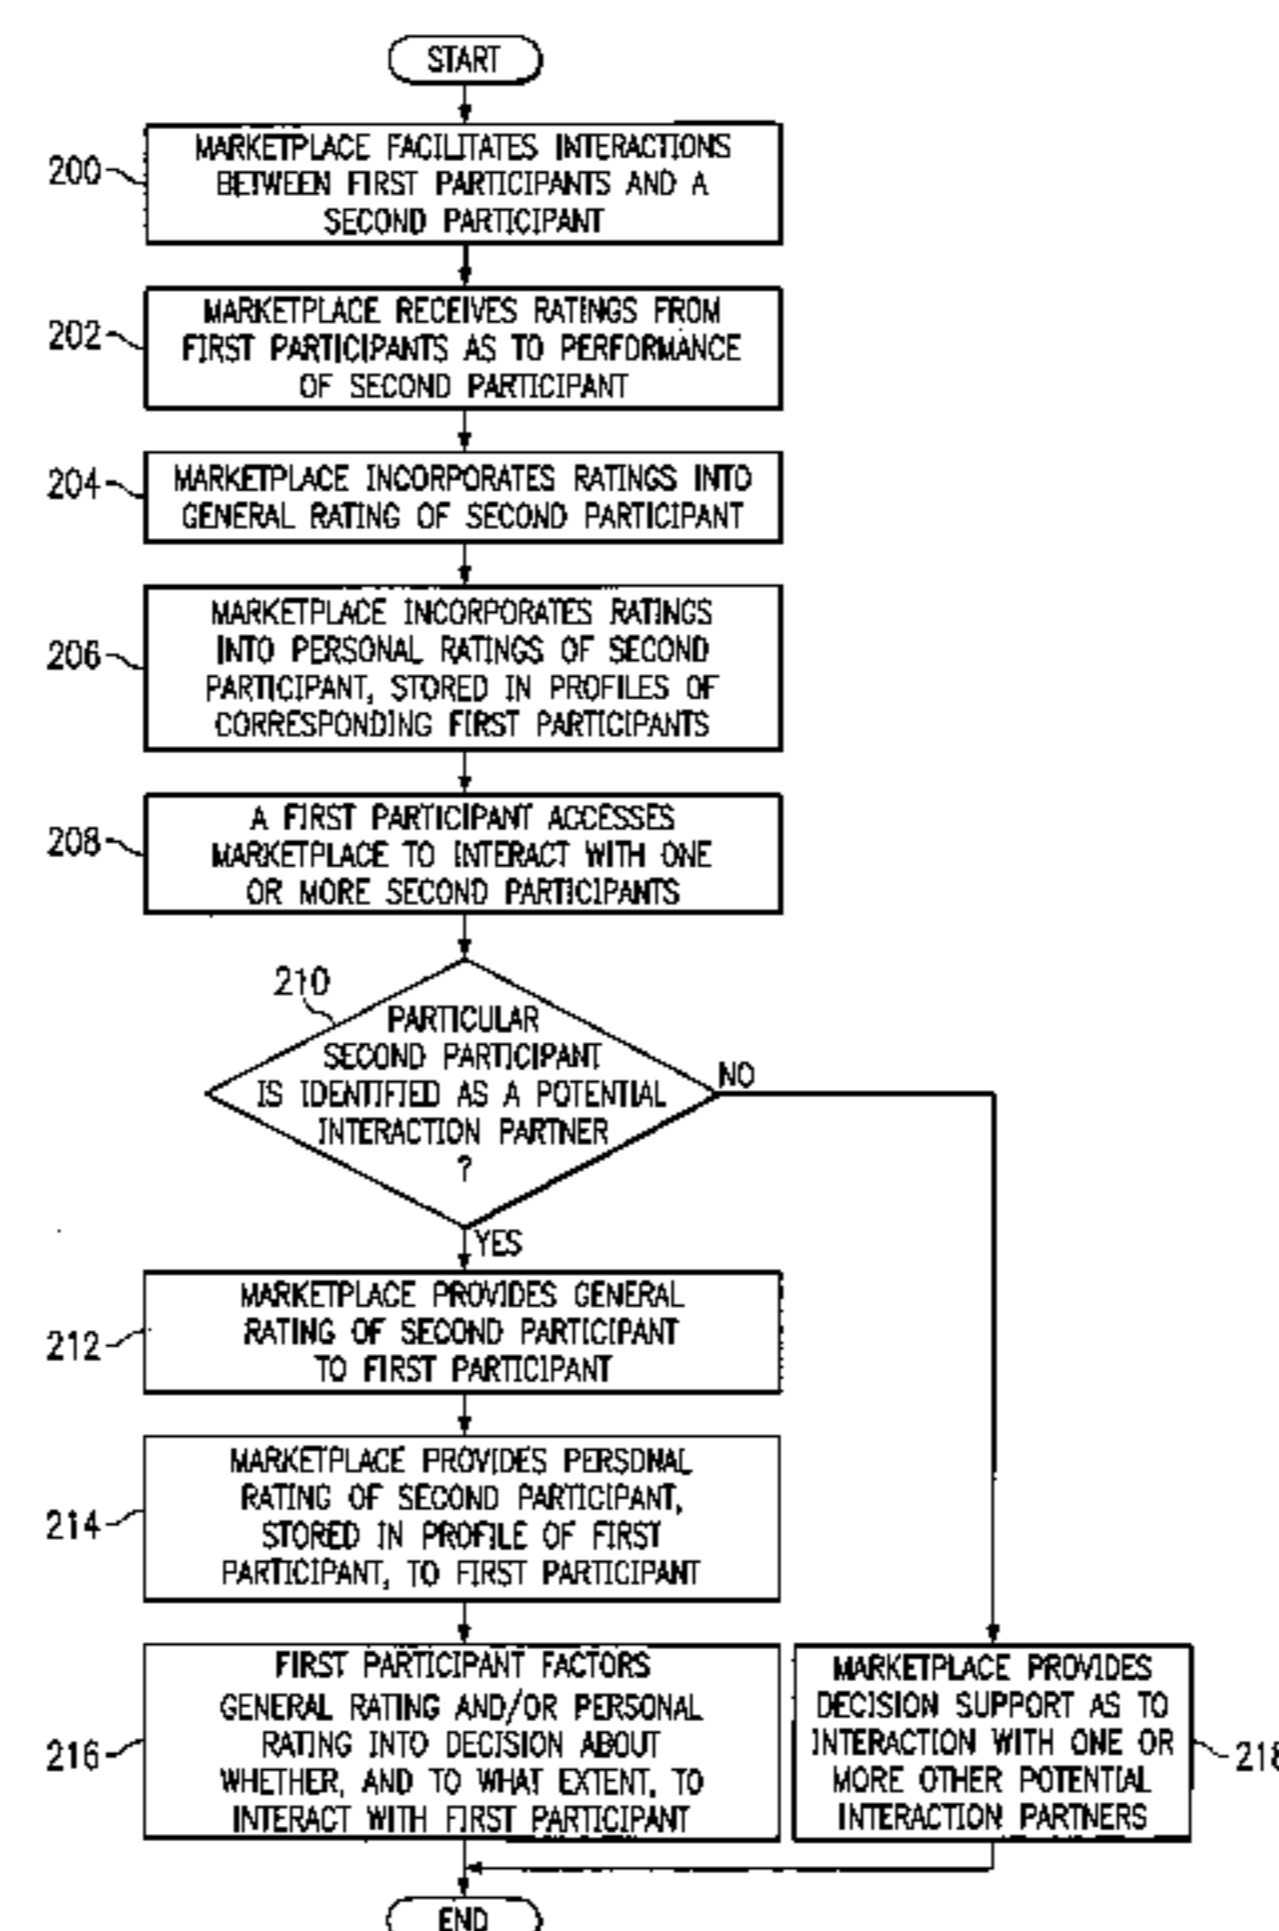 START
200
MARKETPLACE FACILITATES INTERACTIONS
BETWEEN FIRST PARTICIPANTS AND A
SECOND PARTICIPANT
202
MARKETPLACE RECEIVES RATINGS FROM
FIRST PARTICIPANTS AS TO PERFORMANCE
OF SECOND PARTICIPANT
204
MARKETPLACE INCORPORATES RATINGS INTO
GENERAL RATING OF SECOND PARTICIPANT
206
MARKETPLACE INCORPORATES RATINGS
INTO PERSONAL RATINGS OF SECOND
PARTICIPANT, STORED IN PROFILES OF
CORRESPONDING FIRST PARTICIPANTS
208
A FIRST PARTICIPANT ACCESSES
MARKETPLACE TO INTERACT WITH ONE
OR MORE SECOND PARTICIPANTS
210
PARTICULAR
SECOND PARTICIPANT
IS IDENTIFIED AS A POTENTIAL
INTERACTION PARTNER
?
NO
YES
212
MARKETPLACE PROVIDES GENERAL
RATING OF SECOND PARTICIPANT
TO FIRST PARTICIPANT
214
MARKETPLACE PROVIDES PERSONAL
RATING OF SECOND PARTICIPANT,
STORED IN PROFILE OF FIRST
PARTICIPANT, TO FIRST PARTICIPANT
216
FIRST PARTICIPANT FACTORS
GENERAL RATING AND/OR PERSONAL
RATING INTO DECISION ABOUT
WHETHER, AND TO WHAT EXTENT, TO
INTERACT WITH FIRST PARTICIPANT
MARKETPLACE PROVIDES
DECISION SUPPORT AS TO
INTERACTION WITH ONE OR
MORE OTHER POTENTIAL
INTERACTION PARTNERS
218
END